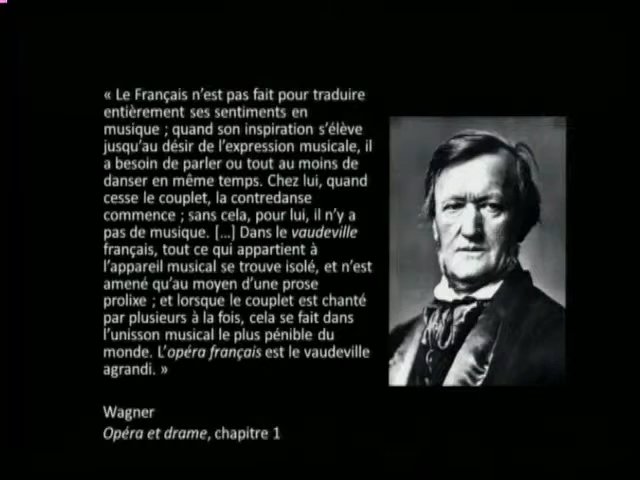 « Le Français n’est pas fait pour traduire
entièrement ses sentiments en
musique ; quand son inspiration s’élève
jusqu’au désir de l’expression musicale, il
a besoin de parler ou tout au moins de
danser en même temps. Chez lui, quand
cesse le couplet, la contredanse
commence ; sans cela, pour lui, il n’y a
pas de musique. [...] Dans le vaudeville
français, tout ce qui appartient à
l’appareil musical se trouve isolé, et n’est
amené qu’au moyen d’une prose
prolixe ; et lorsque le couplet est chanté
par plusieurs à la fois, cela se fait dans
l’unisson musical le plus pénible du
monde. L’opéra français est le vaudeville
agrandi. »
Wagner
Opéra et drame, chapitre 1